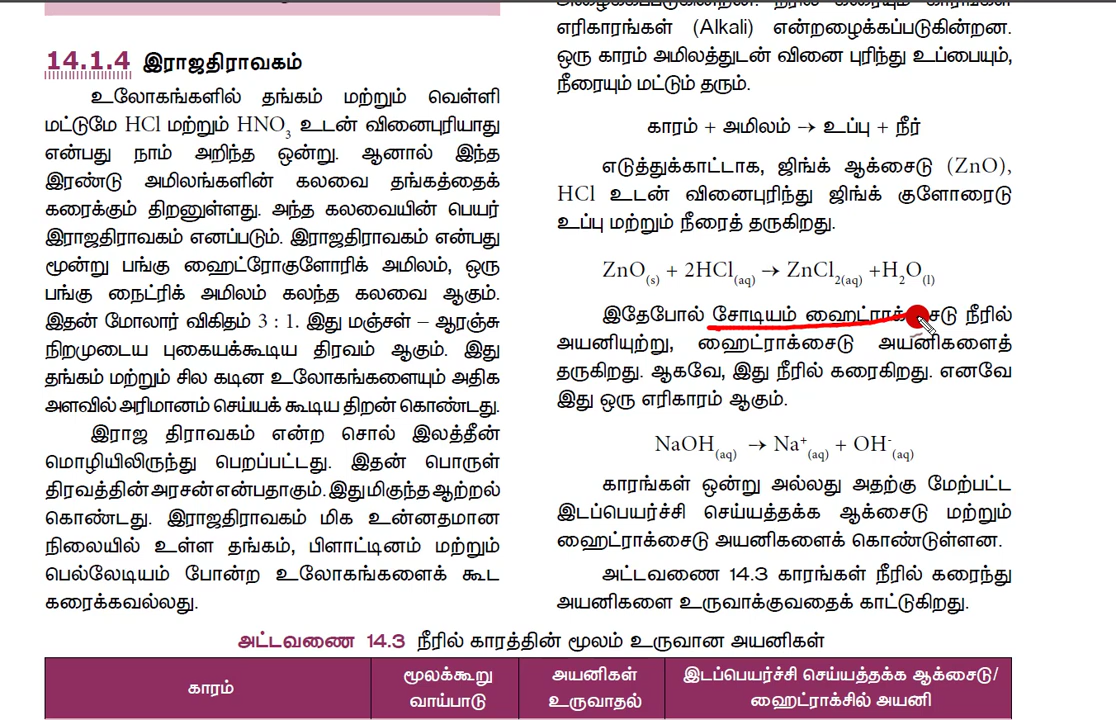 14.1.4 இராஜதிராவகம்
உலோகங்களில் தங்கம் மற்றும் வெள்ளி
மட்டுமே HCl மற்றும் HNO3 உடன் வினைபுரியாது
என்பது நாம் அறிந்த ஒன்று. ஆனால் இந்த
இரண்டு அமிலங்களின் கலவை தங்கத்தைக்
கரைக்கும் திறனுள்ளது. அந்த கலவையின் பெயர்
இராஜதிராவகம் எனப்படும். இராஜதிராவகம் என்பது
மூன்று பங்கு ஹைட்ரோகுளோரிக் அமிலம், ஒரு
பங்கு நைட்ரிக் அமிலம் கலந்த கலவை ஆகும்.
இதன் மோலார் விகிதம் 3 : 1. இது மஞ்சள் – ஆரஞ்சு
நிறமுடைய புகையக்கூடிய திரவம் ஆகும். இது
தங்கம் மற்றும் சில கடின உலோகங்களையும் அதிக
அளவில் அரிமானம் செய்யக் கூடிய திறன் கொண்டது.
இராஜ திராவகம் என்ற சொல் இலத்தீன்
மொழியிலிருந்து பெறப்பட்டது. இதன் பொருள்
திரவத்தின் அரசன் என்பதாகும். இது மிகுந்த ஆற்றல்
கொண்டது. இராஜதிராவகம் மிக உன்னதமான
நிலையில் உள்ள தங்கம், பிளாட்டினம் மற்றும்
பெல்லேடியம் போன்ற உலோகங்களைக் கூட
கரைக்கவல்லது.
எரிகாரங்கள் (Alkali) என்றழைக்கப்படுகின்றன.
ஒரு காரம் அமிலத்துடன் வினை புரிந்து உப்பையும்,
நீரையும் மட்டும் தரும்.
காரம் + அமிலம் → உப்பு + நீர்
எடுத்துக்காட்டாக, ஜிங்க் ஆக்சைடு (ZnO),
HCl உடன் வினைபுரிந்து ஜிங்க் குளோரைடு
உப்பு மற்றும் நீரைத் தருகிறது.
ZnO(s) + 2HCl(aq) → ZnCl2(aq) +H2O(l)
இதேபோல் சோடியம் நீரில்
அயனியுற்று, ஹைட்ராக்சைடு அயனிகளைத்
தருகிறது. ஆகவே, இது நீரில் கரைகிறது. எனவே
இது ஒரு எரிகாரம் ஆகும்.
NaOH(aq) → Na+(aq) + OH-(aq)
காரங்கள் ஒன்று அல்லது அதற்கு மேற்பட்ட
இடப்பெயர்ச்சி செய்யத்தக்க ஆக்சைடு மற்றும்
ஹைட்ராக்சைடு அயனிகளைக் கொண்டுள்ளன.
அட்டவணை 14.3 காரங்கள் நீரில் கரைந்து
அயனிகளை உருவாக்குவதைக் காட்டுகிறது.
அட்டவணை 14.3 நீரில் காரத்தின் மூலம் உருவான அயனிகள்
காரம்
மூலக்கூறு
வாய்பாடு
அயனிகள்
உருவாதல்
இடப்பெயர்ச்சி செய்யத்தக்க ஆக்சைடு/
ஹைட்ராக்சில் அயனி